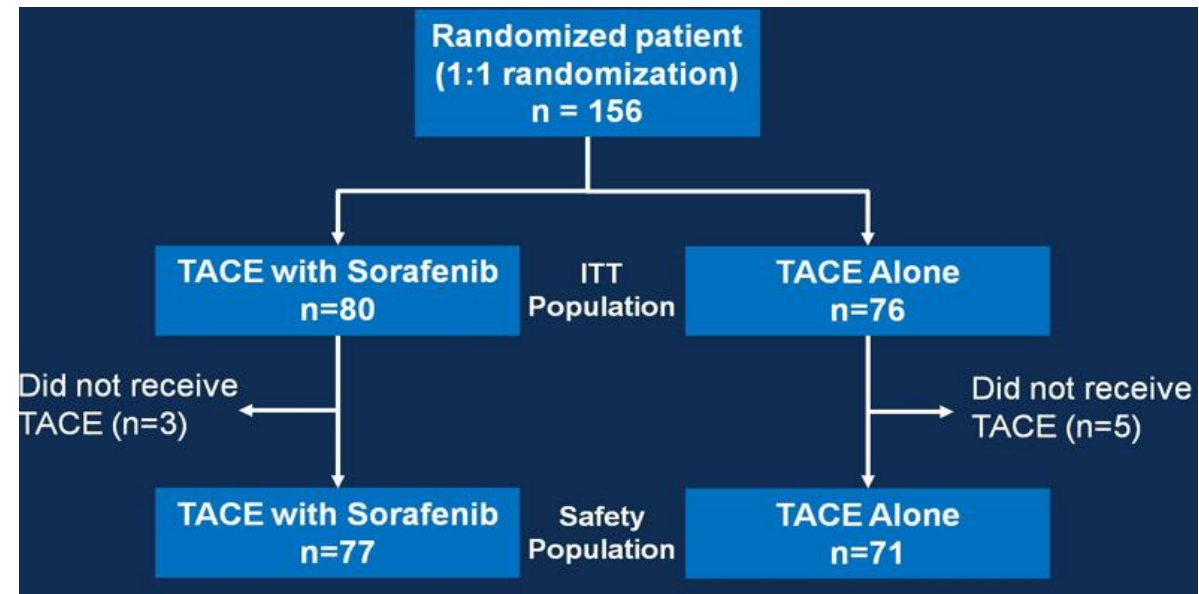 Randomized patient
(1:1 randomization)
n = 156
TACE with Sorafenib
n=80
ITT
Population
TACE Alone
n=76
Did not receive
TACE (n=3)
Did not receive
TACE (n=5)
TACE with Sorafenib
n=77
Safety
Population
TACE Alone
n=71